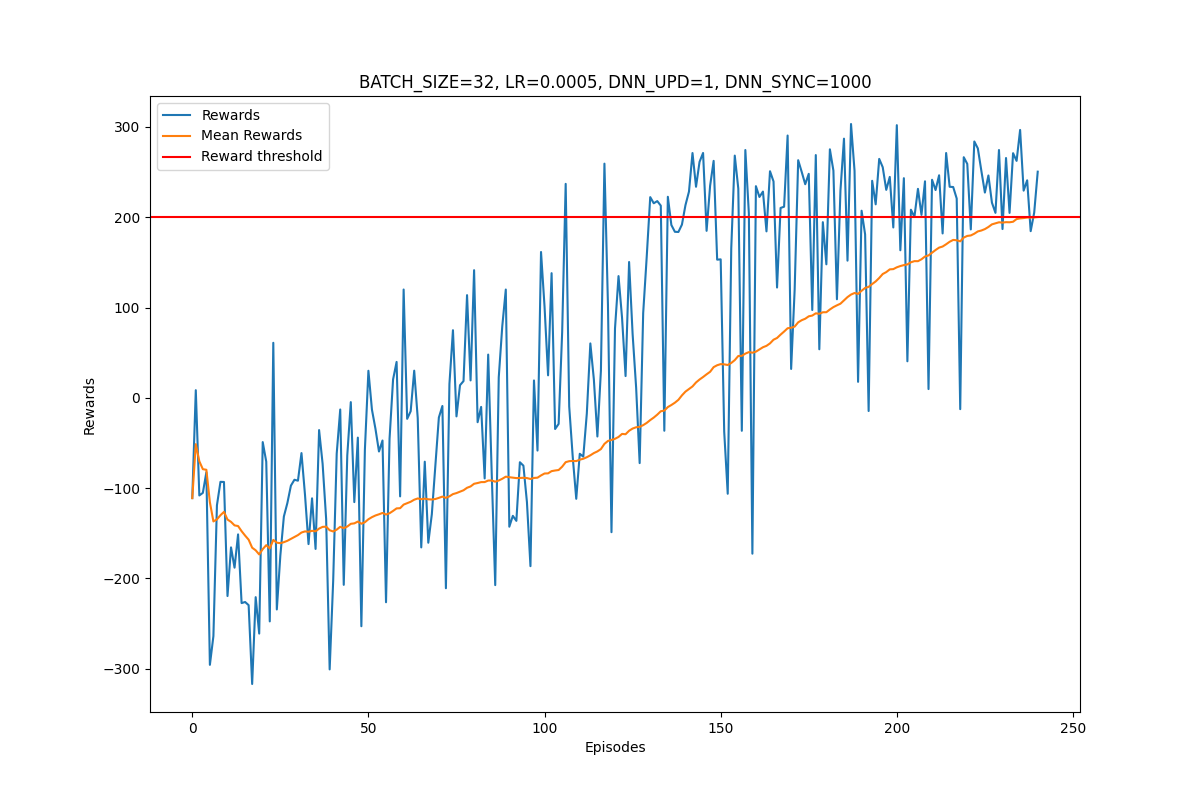 BATCH_SIZE=32, LR=0.0005, DNN_UPD=1, DNN_SYNC=1000
Rewards
Mean Rewards
Reward threshold
300
200
100
0
−100
−200
−300
Rewards
0 50 100 150 200 250
Episodes